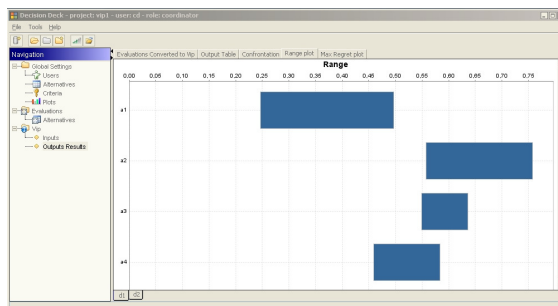 Decision Deck - project: vip1 - user: cd - role: coordinator
File Tools Help
Navigation
Global Settings
Users
Alternatives
Criteria
Plots
Evaluations
Alternatives
Vip
Inputs
Outputs Results
Evaluations Converted to Vip Output Table Confrontation Range plot Max Regret plot
Range
0,00 0,05 0,10 0,15 0,20 0,25 0,30 0,35 0,40 0,45 0,50 0,55 0,60 0,65 0,70 0,75
a1
a2
a3
a4
d1 d2